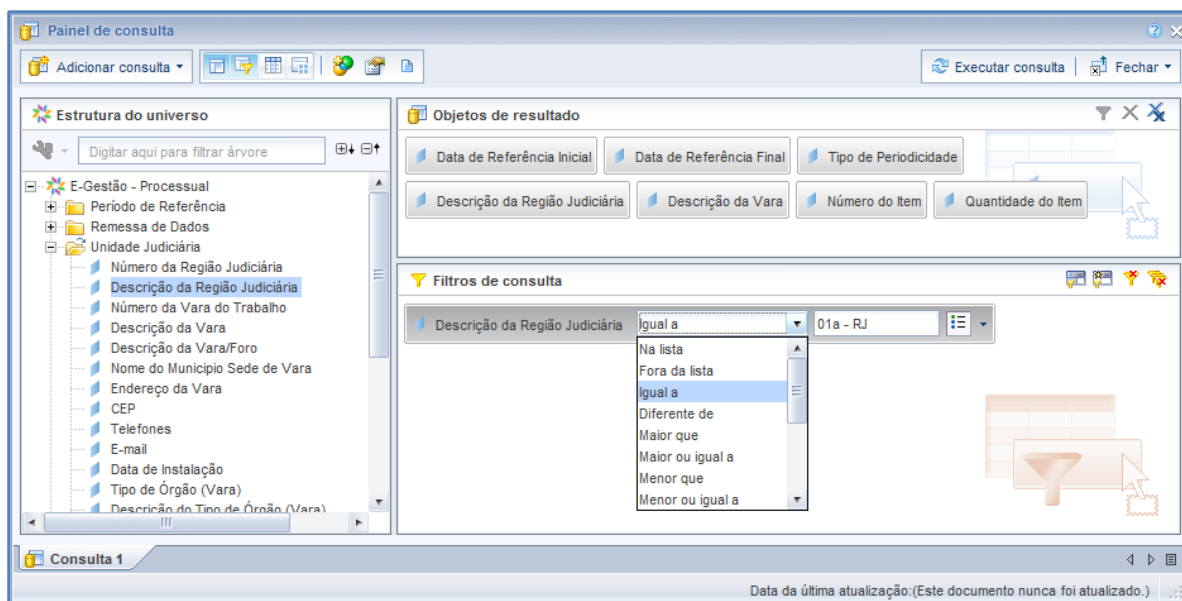 Painel de consulta
Adicionar consulta
Executar consulta
Fechar
Estrutura do universo
Digitar aqui para filtrar árvore
E-Gestão - Processual
Período de Referência
Remessa de Dados
Unidade Judiciária
Número da Região Judiciária
Descrição da Região Judiciária
Número da Vara do Trabalho
Descrição da Vara
Descrição da Vara/Foro
Nome do Municipio Sede de Vara
Endereço da Vara
CEP
Telefones
E-mail
Data de Instalação
Tipo de Órgão (Vara)
Descrição do Tipo de Órgão (Vara)
Objetos de resultado
Data de Referência Inicial
Data de Referência Final
Tipo de Periodicidade
Descrição da Região Judiciária
Descrição da Vara
Número do Item
Quantidade do Item
Filtros de consulta
Descrição da Região Judiciária
Igual a
01a - RJ
Na lista
Fora da lista
Igual a
Diferente de
Maior que
Maior ou igual a
Menor que
Menor ou igual a
Consulta 1
Data da última atualização:(Este documento nunca foi atualizado.)